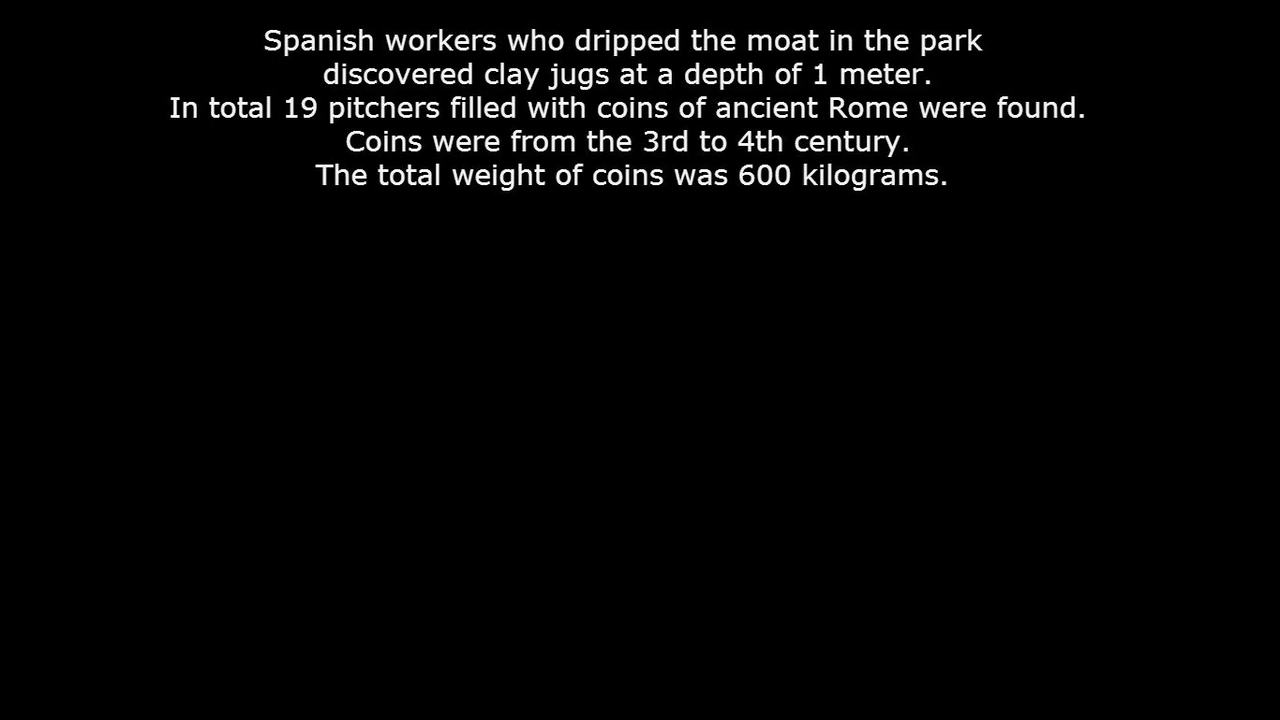 Spanish workers who dripped the moat in the park
discovered clay jugs at a depth of 1 meter.
In total 19 pitchers filled with coins of ancient Rome were found.
Coins were from the 3rd to 4th century.
The total weight of coins was 600 kilograms.